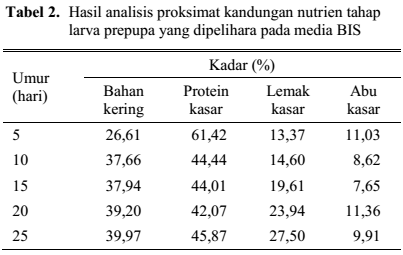 Tabel 2. Hasil analisis proksimat kandungan nutrien tahap
larva prepupa yang dipelihara pada media BIS
Umur (hari) Kadar (%)
Bahan kering Protein kasar Lemak kasar Abu kasar
5 26,61 61,42 13,37 11,03
10 37,66 44,44 14,60 8,62
15 37,94 44,01 19,61 7,65
20 39,20 42,07 23,94 11,36
25 39,97 45,87 27,50 9,91